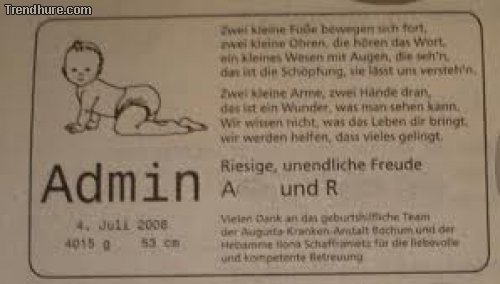 Trendhure.com
Zwei kleine Füße bewegen sich fort,
zwei kleine Ohren, die hören das Wort,
ein kleines Wesen mit Augen, die seh'n,
das ist die Schöpfung, sie lässt uns versteh'n.
Zwei kleine Arme, zwei Hände dran,
das ist ein Wunder, was man sehen kann.
Wir wissen nicht, was das Leben dir bringt,
wir werden helfen, dass vieles gelingt.
Admin
4. Juli 2008
4015 g 53 cm
Riesige, unendliche Freude
A und R
Vielen Dank an das geburtshilfliche Team
der Augusta-Kranken-Anstalt Bochum und der
Hebamme Ilona für die liebevolle
und kompetente Betreuung.